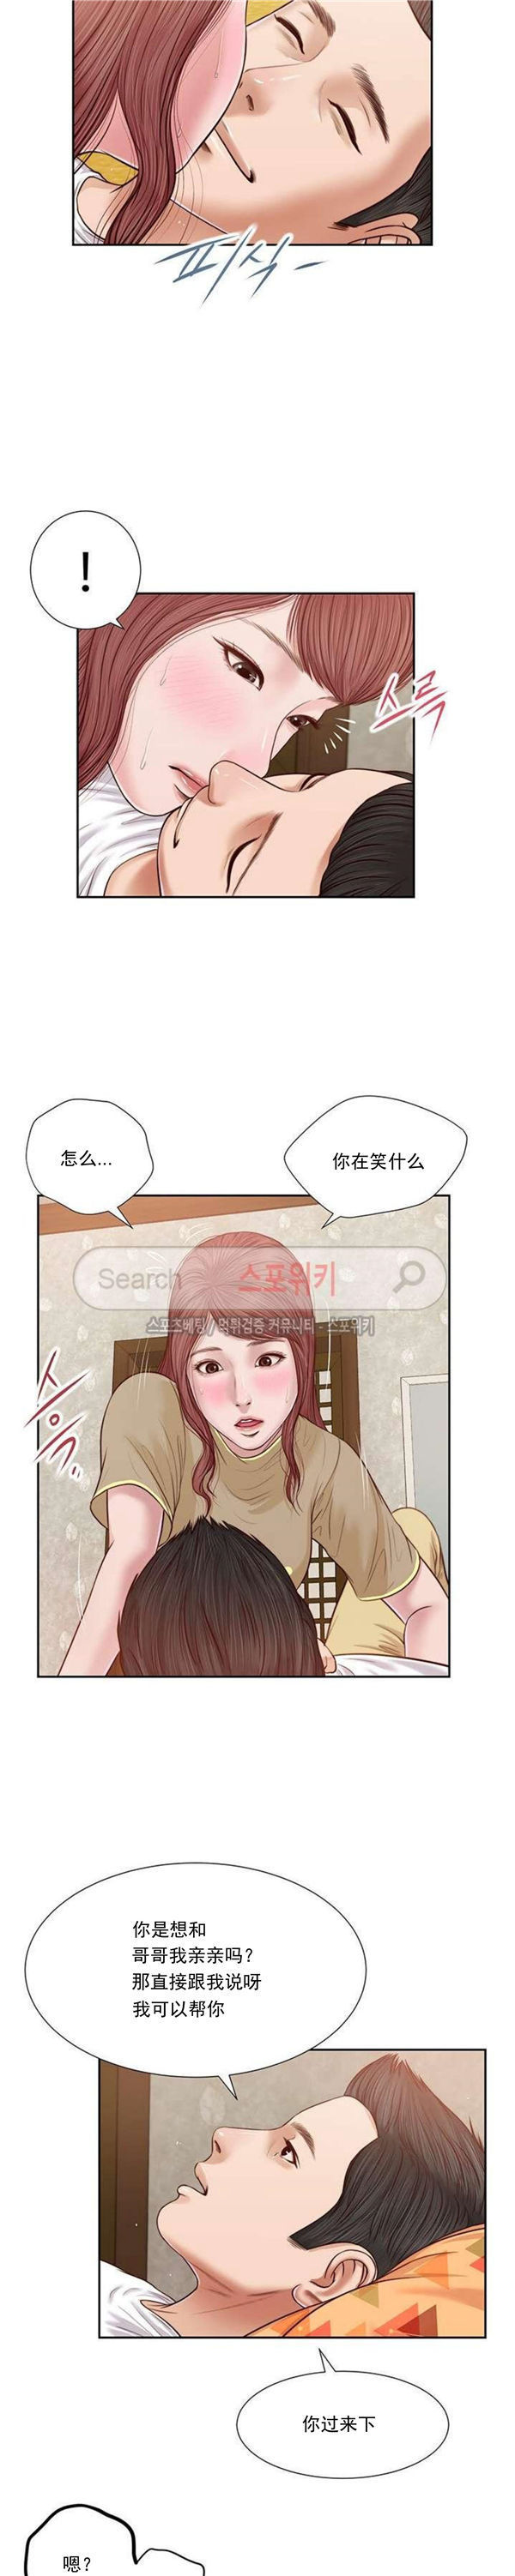 피식-
!
스륵
怎么...
你在笑什么
Search 스포위키
스포츠베팅 / 먹튀검증 커뮤니티 - 스포위키
스윽
你是想和
哥哥我亲亲吗？
那直接跟我说呀
我可以帮你
你过来下
嗯？